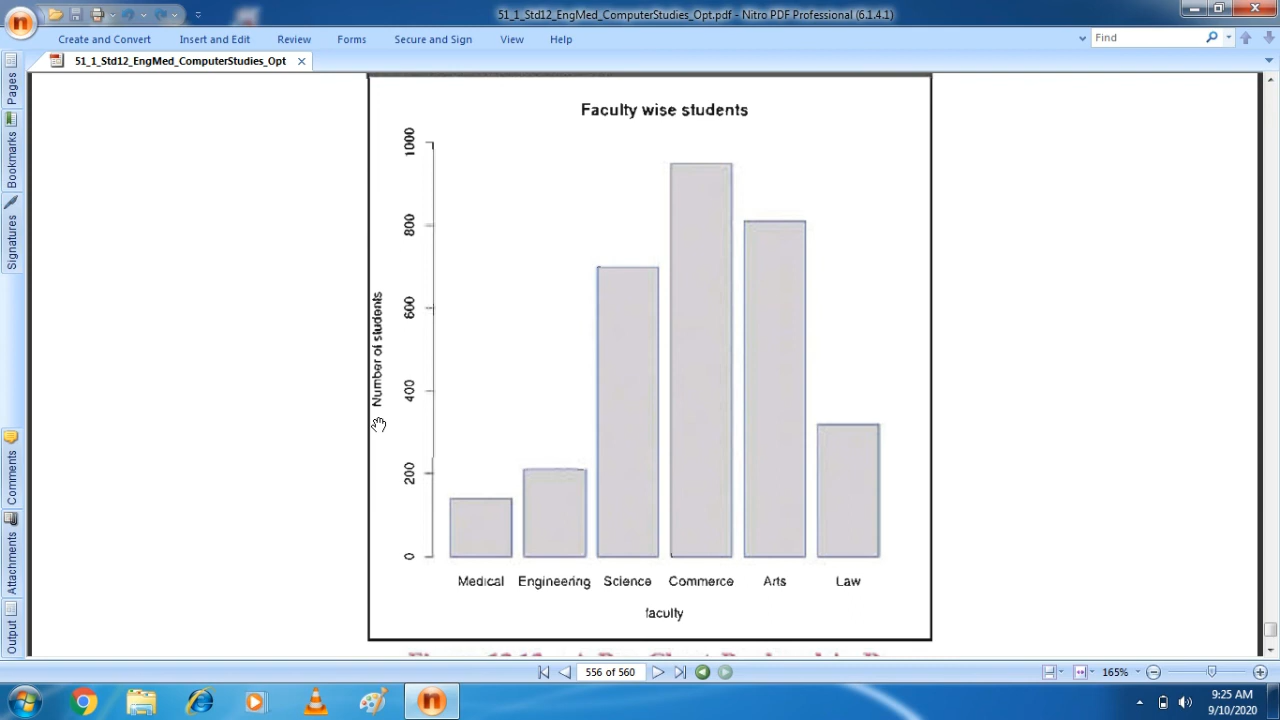 51_1_Std12_EngMed_ComputerStudies_Opt.pdf - Nitro PDF Professional (6.1.4.1)
Create and Convert Insert and Edit Review Forms Secure and Sign View Help Find
51_1_Std12_EngMed_ComputerStudies_Opt
Pages
Bookmarks
Signatures
Comments
Attachments
Output
Faculty wise students
Number of students
1000
800
600
400
200
0
Medical Engineering Science Commerce Arts Law
faculty
556 of 560
165%
9:25 AM
9/10/2020